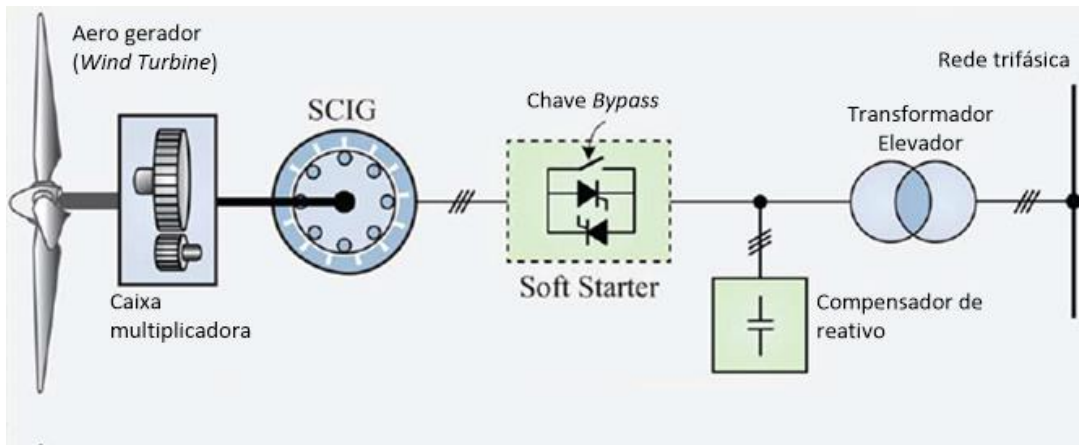 Aero gerador
(Wind Turbine)
SCIG
Chave Bypass
Rede trifásica
Transformador
Elevador
Soft Starter
Caixa
multiplicadora
Compensador de
reativo